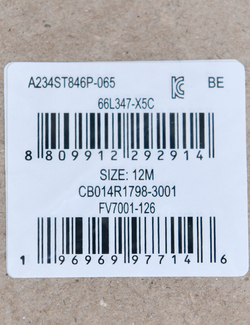 A234ST846P-065 BE
66L347-X5C
8 809912 292914
SIZE: 12M
CB014R1798-3001
FV7001-126
1 96969 97714 6